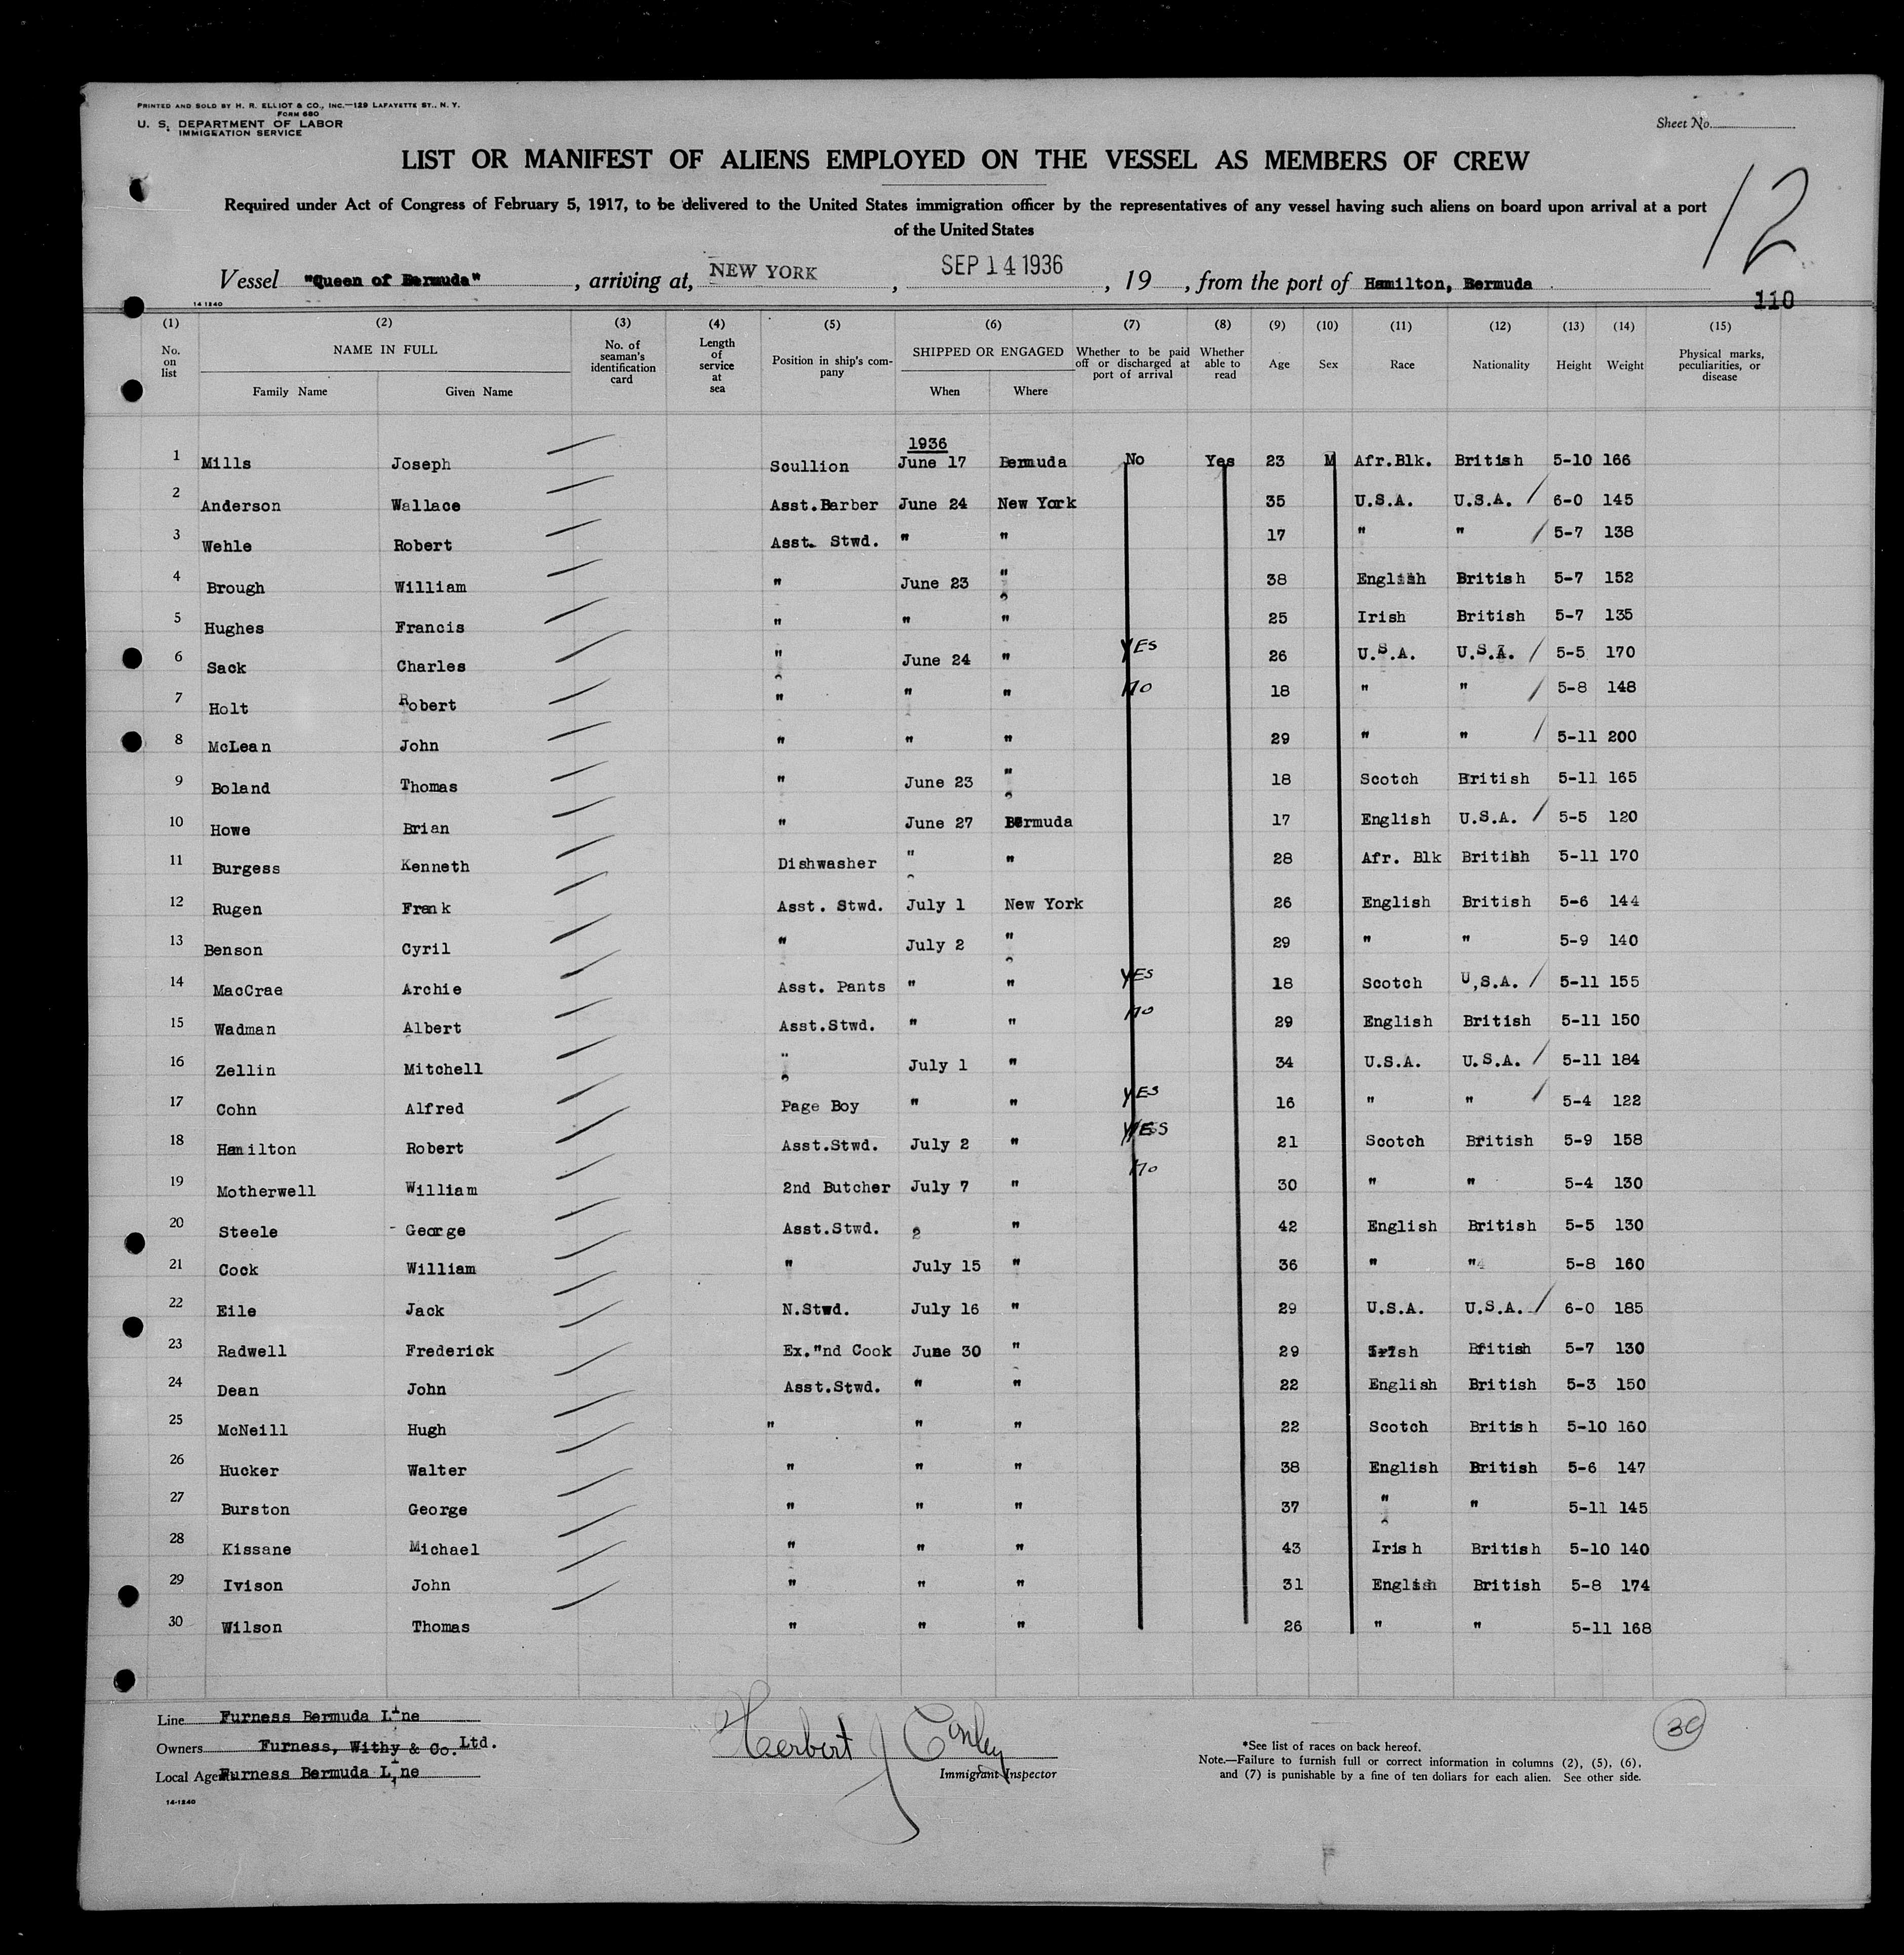 PRINTED AND SOLD BY H. R. ELLIOT & CO., INC.—129 LAFAYETTE ST., N. Y.
FORM 680
U. S. DEPARTMENT OF LABOR
IMMIGRATION SERVICE
Sheet No.
LIST OR MANIFEST OF ALIENS EMPLOYED ON THE VESSEL AS MEMBERS OF CREW
12
Required under Act of Congress of February 5, 1917, to be delivered to the United States immigration officer by the representatives of any vessel having such aliens on board upon arrival at a port
of the United States
Vessel "Queen of Bermuda", arriving at, NEW YORK, SEP 14 1936, 19 , from the port of Hamilton, Bermuda
14 1240
110
(1) (2) (3) (4) (5) (6) (7) (8) (9) (10) (11) (12) (13) (14) (15)
No. on list NAME IN FULL Family Name Given Name No. of seaman's identification card Length of service at sea Position in ship's company SHIPPED OR ENGAGED When Where Whether to be paid off or discharged at port of arrival Whether able to read Age Sex Race Nationality Height Weight Physical marks, peculiarities, or disease
1936
1 Mills Joseph Scullion June 17 Bermuda No Yes 23 M Afr.Blk. British 5-10 166
2 Anderson Wallace Asst.Barber June 24 New York 35 U.S.A. U.S.A. / 6-0 145
3 Wehle Robert Asst. Stwd. " " 17 " " / 5-7 138
4 Brough William " June 23 " 38 English British 5-7 152
5 Hughes Francis " " " 25 Irish British 5-7 135
6 Sack Charles " June 24 " YES 26 U.S.A. U.S.A. / 5-5 170
7 Holt Robert " " " no 18 " " / 5-8 148
8 McLean John " " " 29 " " / 5-11 200
9 Boland Thomas " June 23 " 18 Scotch British 5-11 165
10 Howe Brian " June 27 Bermuda 17 English U.S.A. / 5-5 120
11 Burgess Kenneth Dishwasher " " 28 Afr. Blk British 5-11 170
12 Rugen Frank Asst. Stwd. July 1 New York 26 English British 5-6 144
13 Benson Cyril " July 2 " 29 " " 5-9 140
14 MacCrae Archie Asst. Pants " " YES 18 Scotch U.S.A. / 5-11 155
15 Wadman Albert Asst.Stwd. " " no 29 English British 5-11 150
16 Zellin Mitchell " July 1 " 34 U.S.A. U.S.A. / 5-11 184
17 Cohn Alfred Page Boy " " YES 16 " " / 5-4 122
18 Hamilton Robert Asst.Stwd. July 2 " YES 21 Scotch British 5-9 158
19 Motherwell William 2nd Butcher July 7 " no 30 " " 5-4 130
20 Steele George Asst.Stwd. 2 " 42 English British 5-5 130
21 Cock William " July 15 " 36 " " 5-8 160
22 Eile Jack N.Stwd. July 16 " 29 U.S.A. U.S.A. / 6-0 185
23 Radwell Frederick Ex."nd Cook June 30 " 29 Irish British 5-7 130
24 Dean John Asst.Stwd. " " 22 English British 5-3 150
25 McNeill Hugh " " " 22 Scotch British 5-10 160
26 Hucker Walter " " " 38 English British 5-6 147
27 Burston George " " " 37 " " 5-11 145
28 Kissane Michael " " " 43 Irish British 5-10 140
29 Ivison John " " " 31 English British 5-8 174
30 Wilson Thomas " " " 26 " " 5-11 168
Line Furness Bermuda Line
Owners Furness, Withy & Co. Ltd.
Local Agents Furness Bermuda Line
14-1240
Herbert J Conley
Immigrant Inspector
30
*See list of races on back hereof.
Note.—Failure to furnish full or correct information in columns (2), (5), (6),
and (7) is punishable by a fine of ten dollars for each alien. See other side.